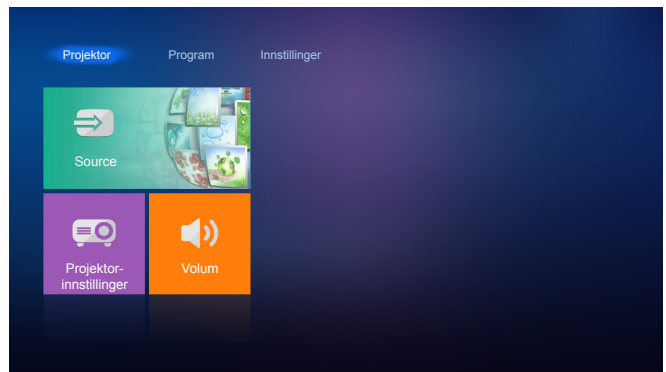 Projektor Program Innstillinger
Source
Projektor-
innstillinger
Volum